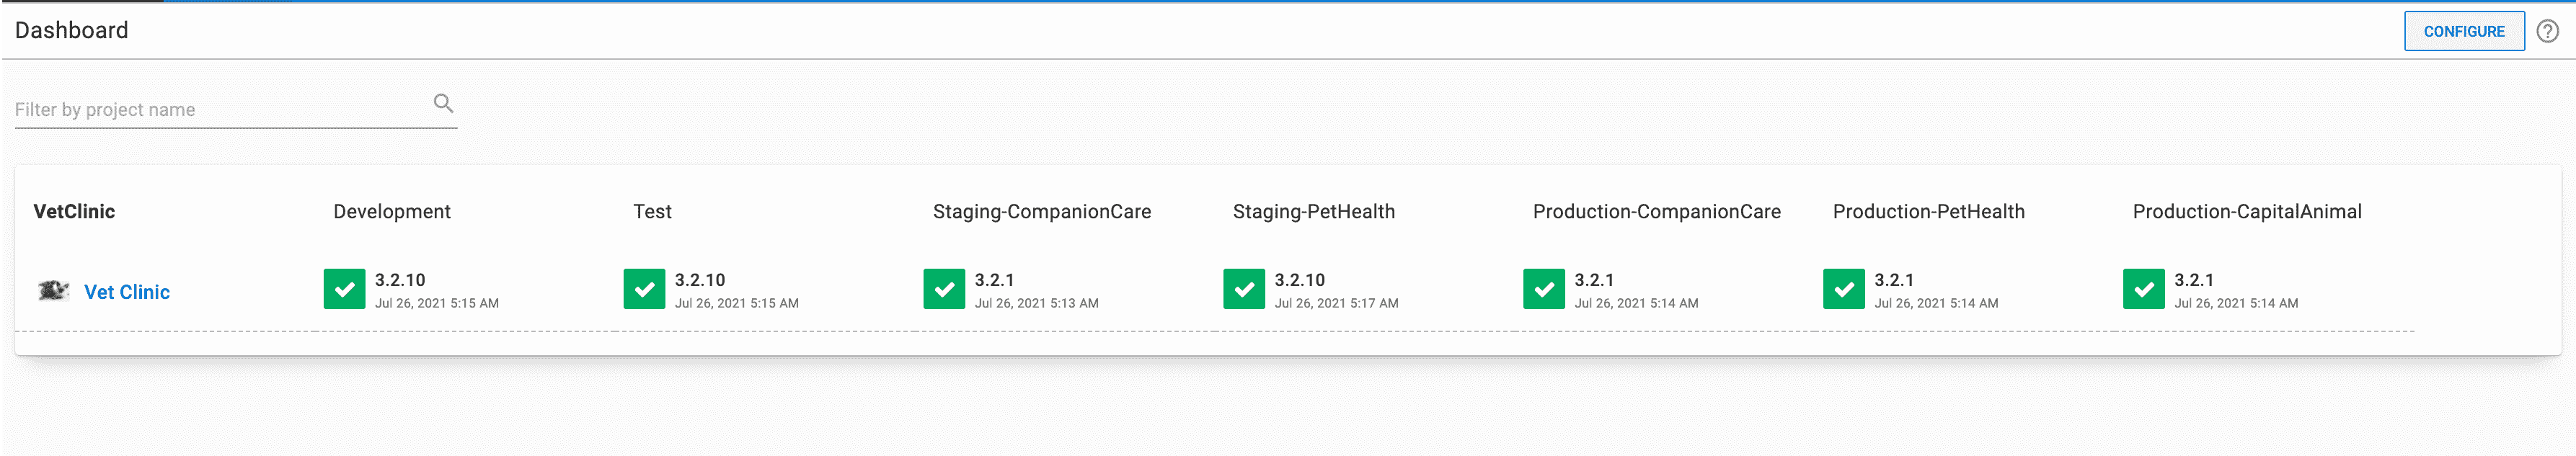 Dashboard
CONFIGURE
Filter by project name
VetClinic Development Test Staging-CompanionCare Staging-PetHealth Production-CompanionCare Production-PetHealth Production-CapitalAnimal
Vet Clinic
3.2.10 3.2.10 3.2.1 3.2.10 3.2.1 3.2.1 3.2.1
Jul 26, 2021 5:15 AM Jul 26, 2021 5:15 AM Jul 26, 2021 5:13 AM Jul 26, 2021 5:17 AM Jul 26, 2021 5:14 AM Jul 26, 2021 5:14 AM Jul 26, 2021 5:14 AM